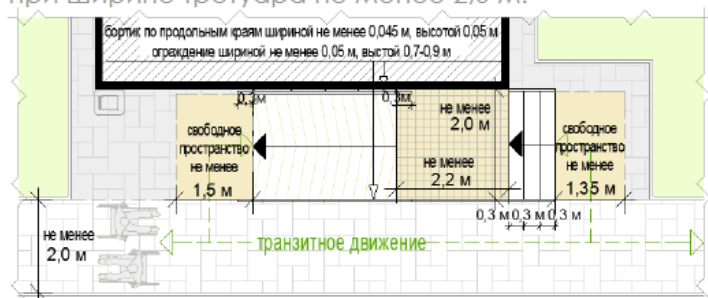 при ширине тротуара не менее 2,0 м.
бортик по продольным краям шириной не менее 0,045 м, высотой 0,05 м
ограждение шириной не менее 0,05 м, выстой 0,7-0,9 м
0,3м
0,3м
не менее
2,0 м
свободное
пространство
не менее
1,5 м
не менее
2,2 м
свободное
пространство
не менее
1,35 м
0,3 м 0,3 м 0,3 м
не менее
2,0 м
транзитное движение